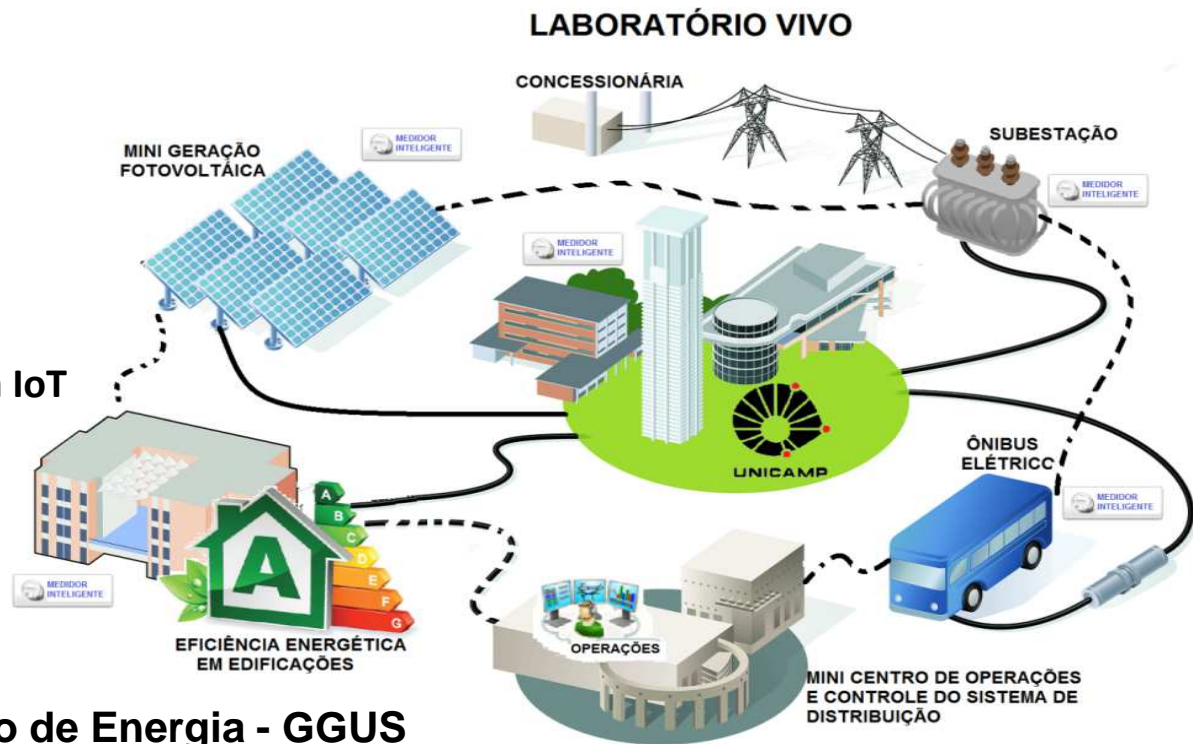 LABORATÓRIO VIVO
CONCESSIONÁRIA
MEDIDOR
INTELIGENTE
SUBESTAÇÃO
MINI GERAÇÃO
FOTOVOLTÁICA
MEDIDOR
INTELIGENTE
MEDIDOR
INTELIGENTE
IoT
UNICAMP
ÔNIBUS
ELÉTRICO
MEDIDOR
INTELIGENTE
A
B
C
D
E
F
G
A
MEDIDOR
INTELIGENTE
EFICIÊNCIA ENERGÉTICA
EM EDIFICAÇÕES
OPERAÇÕES
MINI CENTRO DE OPERAÇÕES
E CONTROLE DO SISTEMA DE
DISTRIBUIÇÃO
o de Energia - GGUS